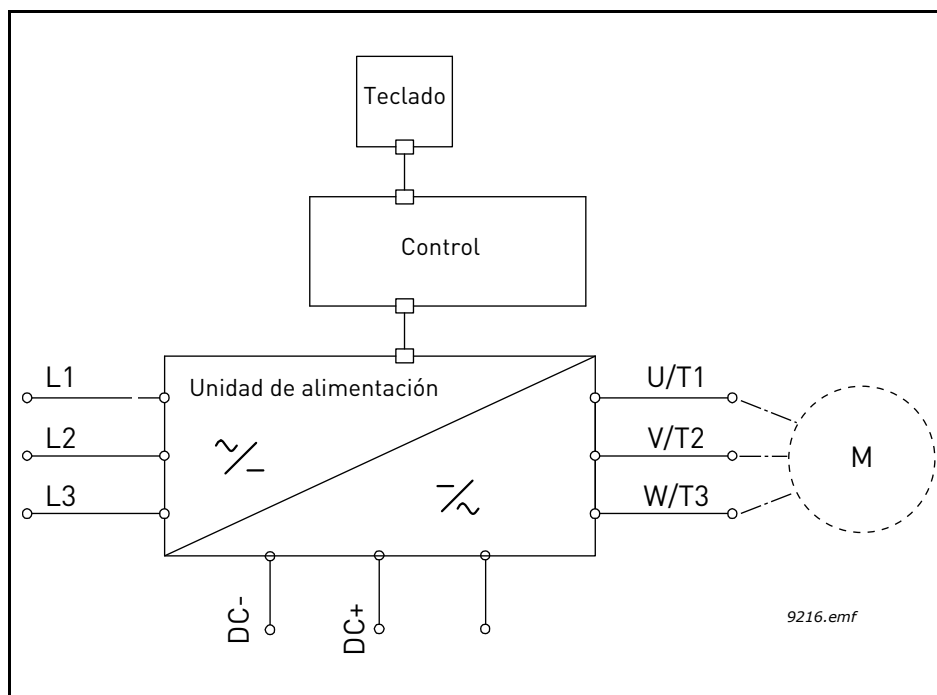 Teclado
Control
Unidad de alimentación
L1
L2
L3
U/T1
V/T2
W/T3
M
DC-
DC+
9216.emf